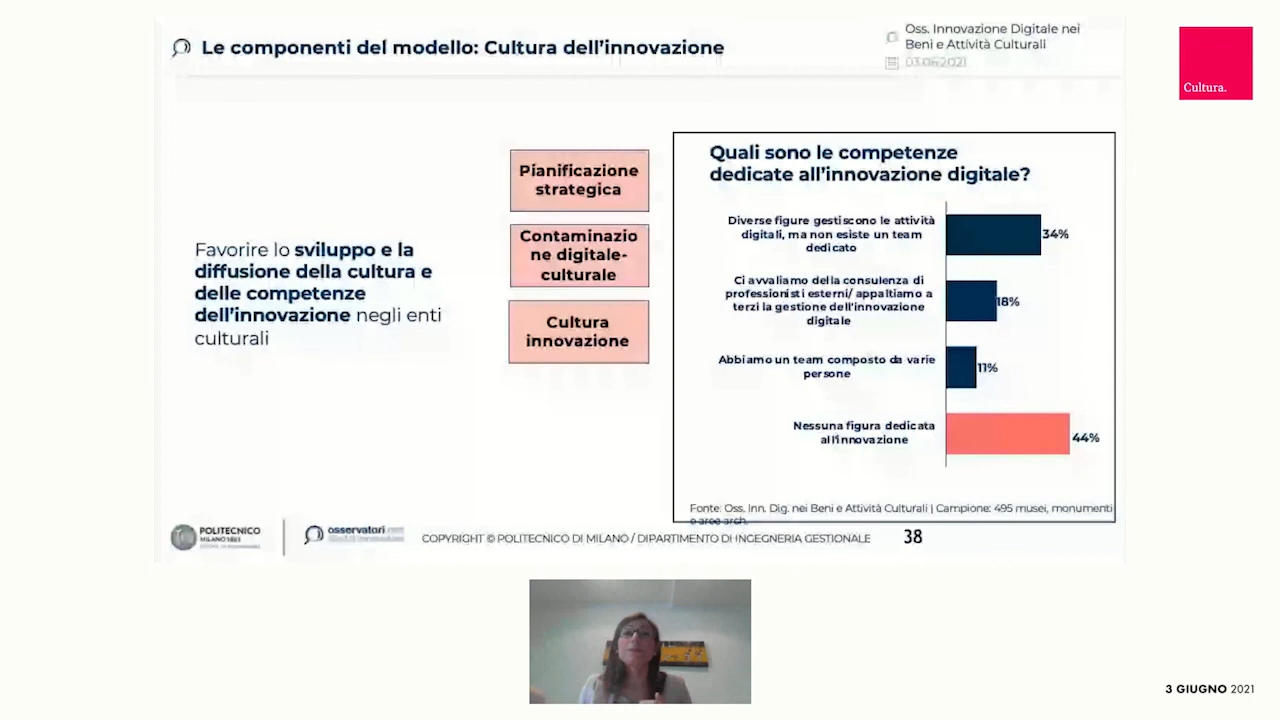 Le componenti del modello: Cultura dell'innovazione
Oss. Innovazione Digitale nei
Beni e Attività Culturali
03.06.2021
Cultura.
Favorire lo sviluppo e la
diffusione della cultura e
delle competenze
dell'innovazione negli enti
culturali
Pianificazione
strategica
Contaminazio
ne digitale-
culturale
Cultura
innovazione
Quali sono le competenze
dedicate all'innovazione digitale?
Diverse figure gestiscono le attività
digitali, ma non esiste un team
dedicato
34%
Ci avvaliamo della consulenza di
professionisti esterni/ appaltiamo a
terzi la gestione dell'innovazione
digitale
18%
Abbiamo un team composto da varie
persone
11%
Nessuna figura dedicata
all'innovazione
44%
Fonte: Oss. Inn. Dig. nei Beni e Attività Culturali | Campione: 495 musei, monumenti
e aree arch.
POLITECNICO
MILANO 1863
osservatori
COPYRIGHT © POLITECNICO DI MILANO / DIPARTIMENTO DI INGEGNERIA GESTIONALE
38
3 GIUGNO 2021